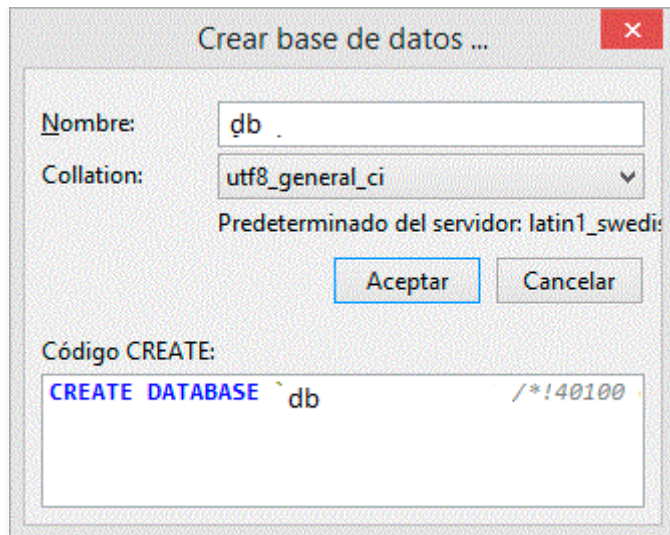 Crear base de datos ...
Nombre: db
Collation: utf8_general_ci
Predeterminado del servidor: latin1_swedis
Aceptar Cancelar
Código CREATE:
CREATE DATABASE `db /*!40100